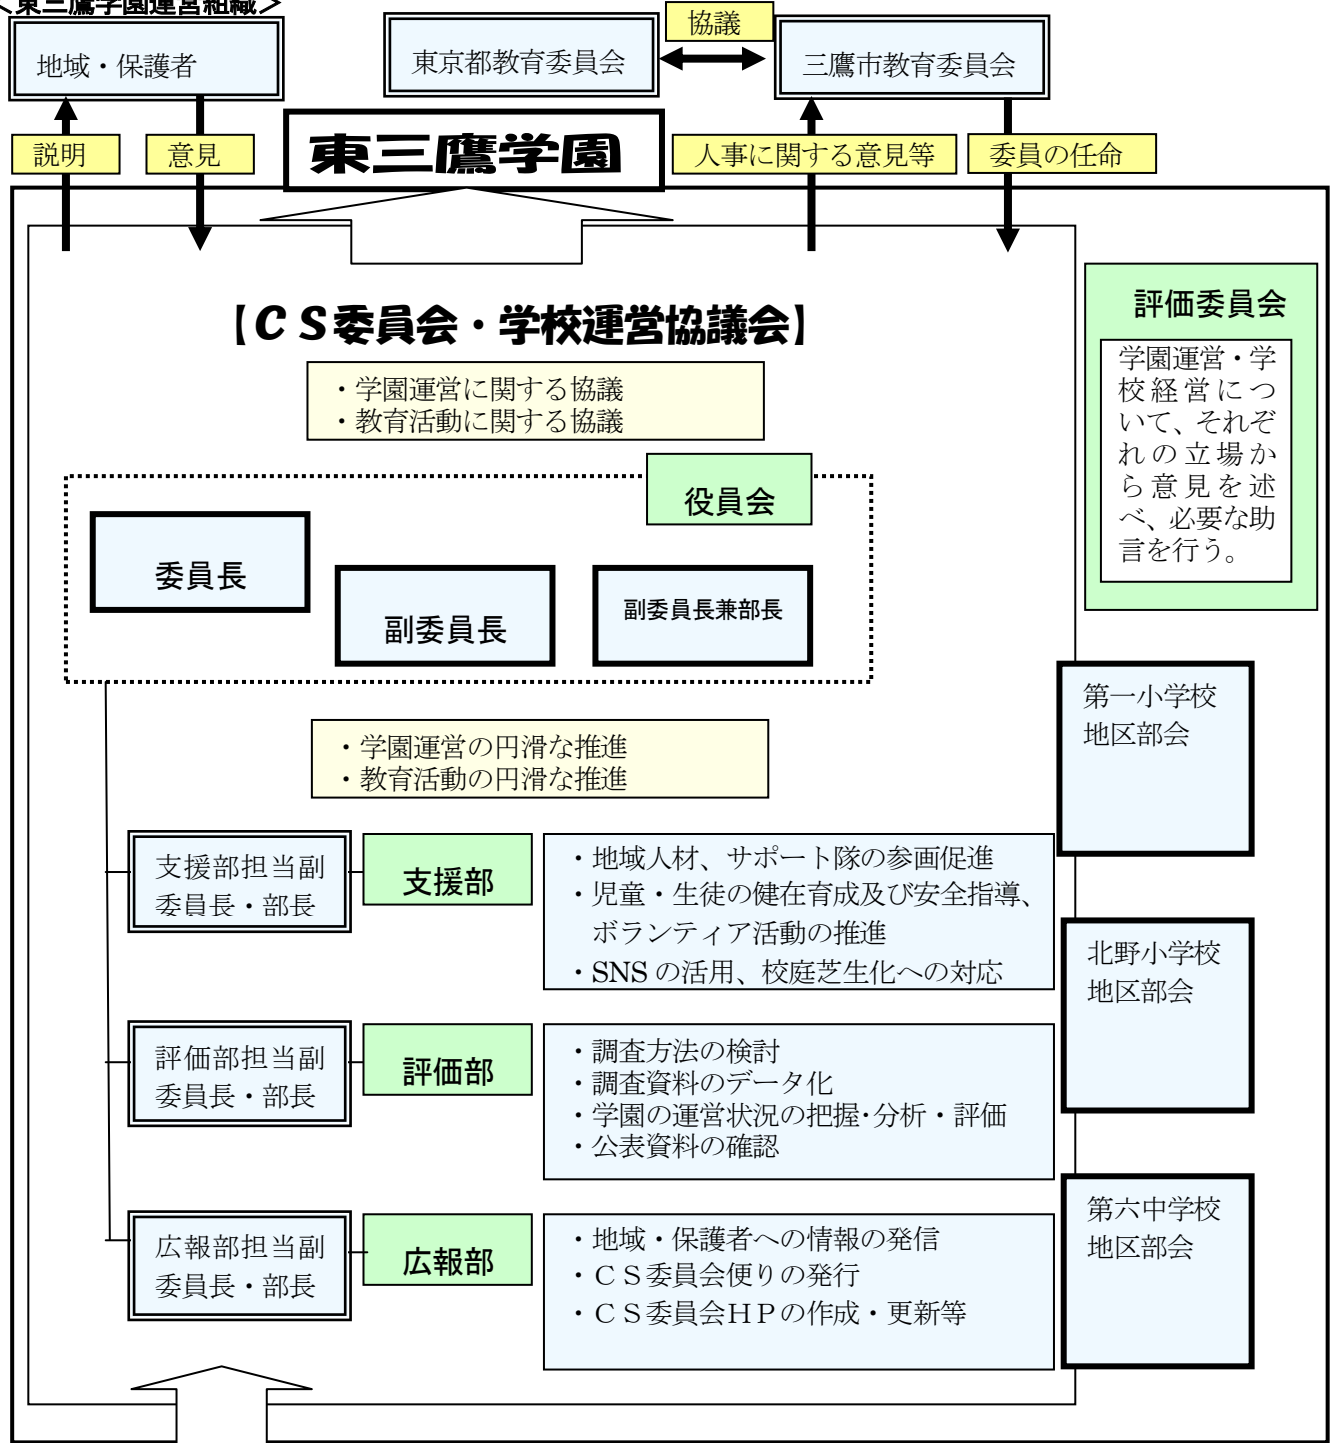 ＜東三鷹学園運営組織＞
地域・保護者
東京都教育委員会
協議
三鷹市教育委員会
説明
意見
東三鷹学園
人事に関する意見等
委員の任命
【ＣＳ委員会・学校運営協議会】
・学園運営に関する協議
・教育活動に関する協議
評価委員会
学園運営・学
校経営につ
いて、それぞ
れの立場か
ら意見を述
べ、必要な助
言を行う。
役員会
委員長
副委員長
副委員長兼部長
・学園運営の円滑な推進
・教育活動の円滑な推進
第一小学校
地区部会
支援部担当副
委員長・部長
支援部
・地域人材、サポート隊の参画促進
・児童・生徒の健在育成及び安全指導、
ボランティア活動の推進
・SNS の活用、校庭芝生化への対応
北野小学校
地区部会
評価部担当副
委員長・部長
評価部
・調査方法の検討
・調査資料のデータ化
・学園の運営状況の把握･分析・評価
・公表資料の確認
第六中学校
地区部会
広報部担当副
委員長・部長
広報部
・地域・保護者への情報の発信
・ＣＳ委員会便りの発行
・ＣＳ委員会ＨＰの作成・更新等